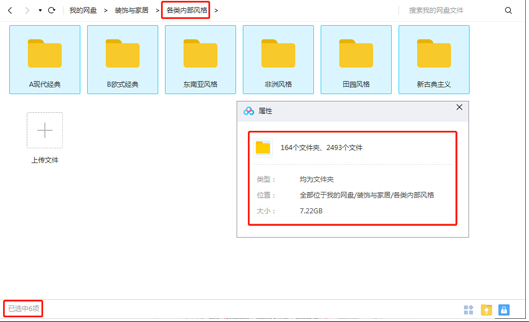 我的网盘 > 装饰与家居 > 各类内部风格 >
搜索我的网盘文件
A现代经典
B欧式经典
东南亚风格
非洲风格
田园风格
新古典主义
上传文件
属性
164个文件夹、2493个文件
类型： 均为文件夹
位置： 全部位于我的网盘/装饰与家居/各类内部风格
大小： 7.22GB
已选中6项